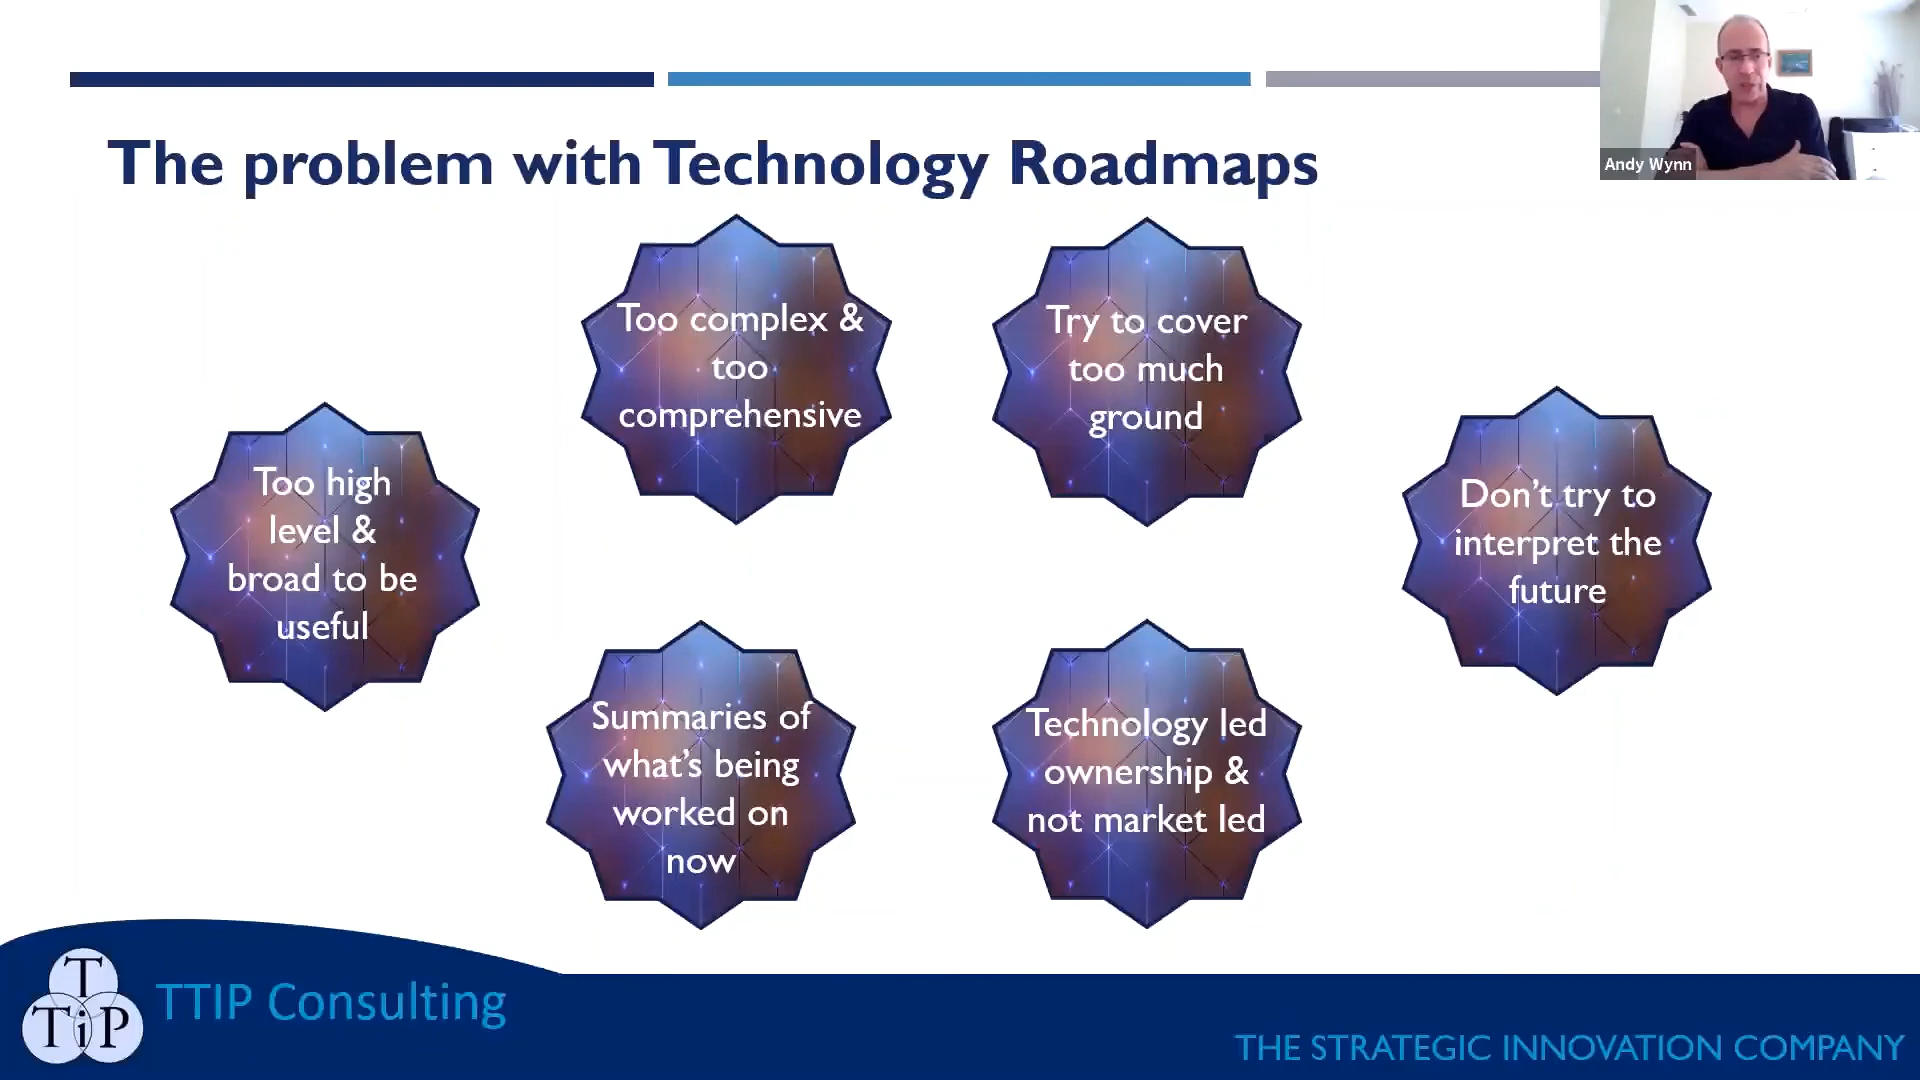 The problem with Technology Roadmaps
Andy Wynn
Too high
level &
broad to be
useful
Too complex &
too
comprehensive
Try to cover
too much
ground
Don’t try to
interpret the
future
Summaries of
what’s being
worked on
now
Technology led
ownership &
not market led
T
T i P
TTIP Consulting
THE STRATEGIC INNOVATION COMPANY